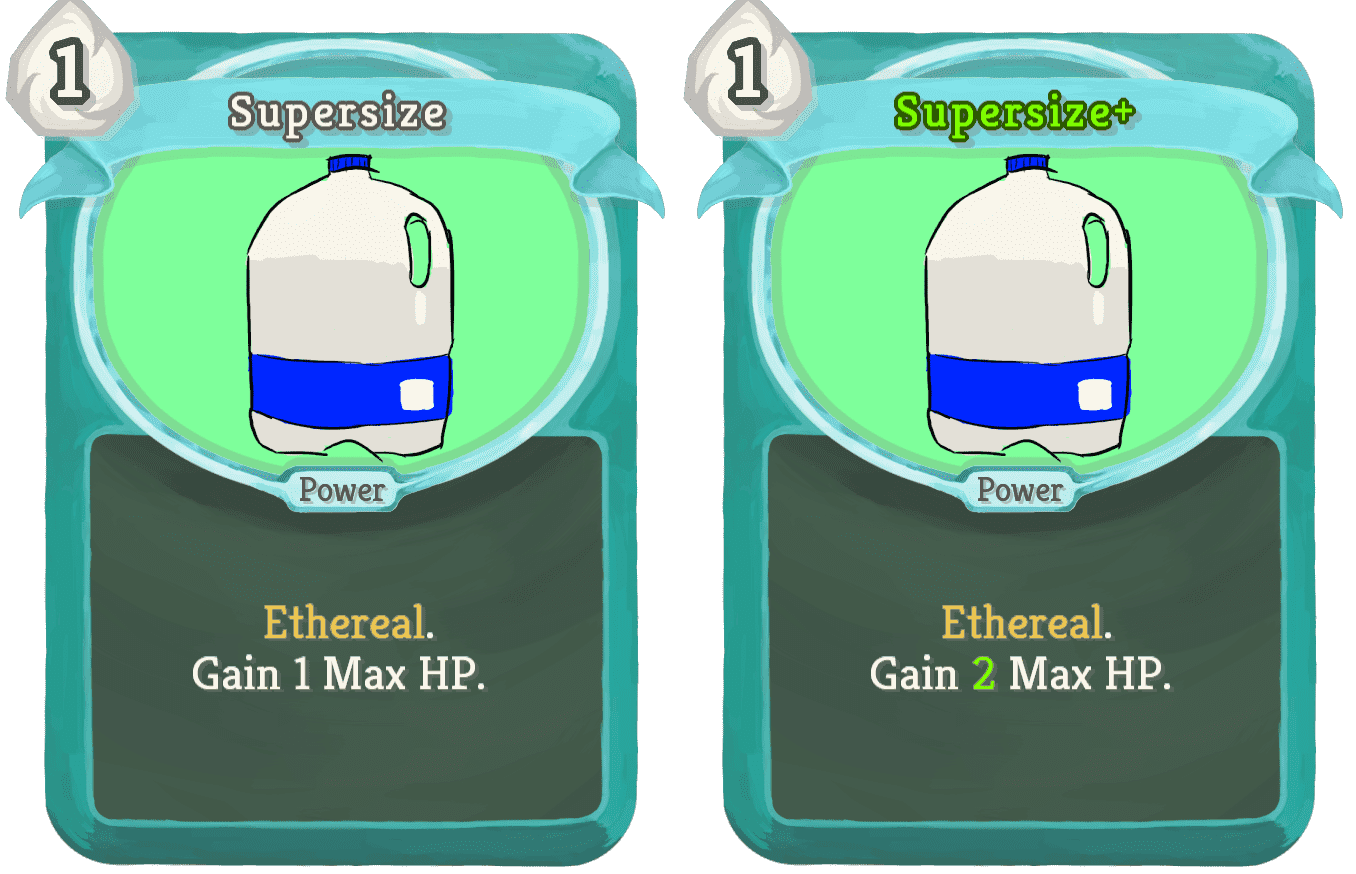 1
Supersize
Power
Ethereal.
Gain 1 Max HP.
1
Supersize+
Power
Ethereal.
Gain 2 Max HP.